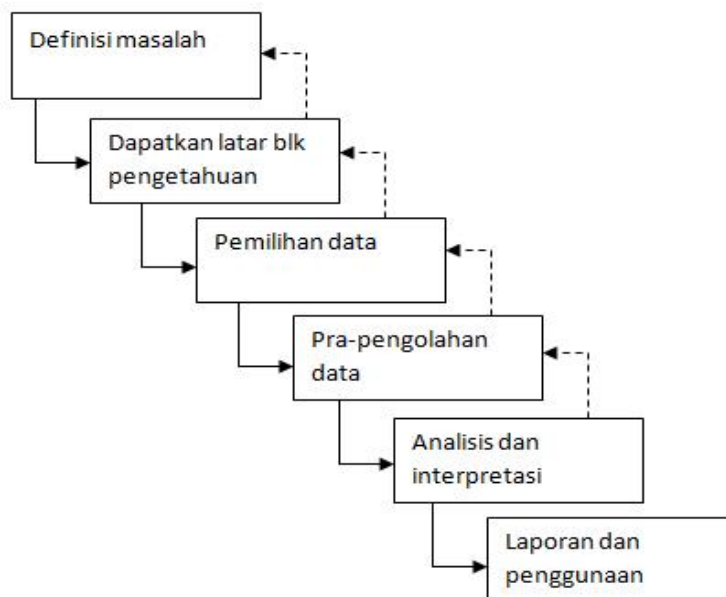 Definisi masalah
Dapatkan latar blk
pengetahuan
Pemilihan data
Pra-pengolahan
data
Analisis dan
interpretasi
Laporan dan
penggunaan